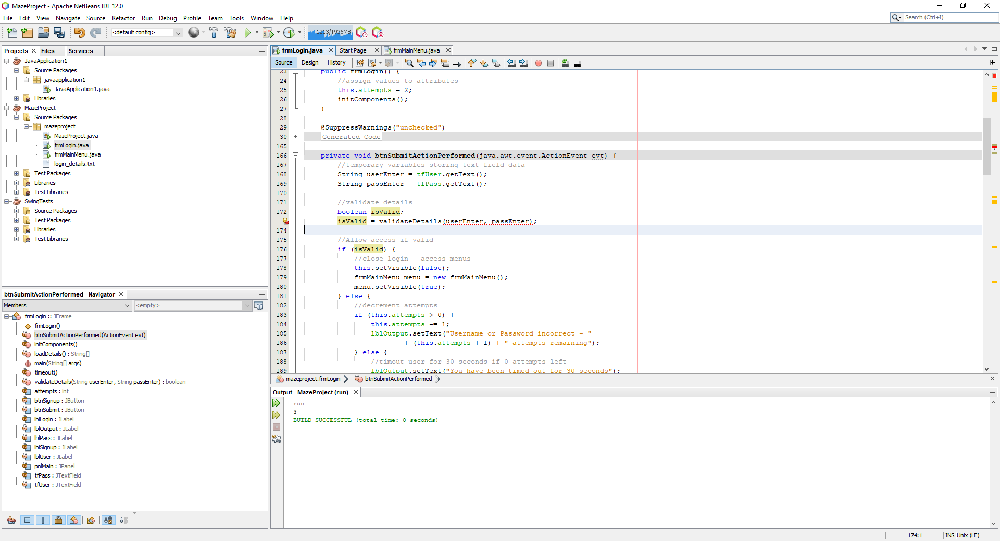 MazeProject - Apache NetBeans IDE 12.0
File Edit View Navigate Source Refactor Run Debug Profile Team Tools Window Help
Search (Ctrl+I)
<default config>
1213/1936MB
Projects Files Services
JavaApplication1
Source Packages
javaapplication1
JavaApplication1.java
Libraries
MazeProject
Source Packages
mazeproject
MazeProject.java
frmLogin.java
frmMainMenu.java
login_details.txt
Test Packages
Libraries
Test Libraries
SwingTests
Source Packages
Test Packages
Libraries
Test Libraries
btnSubmitActionPerformed - Navigator
Members <empty>
frmLogin :: JFrame
frmLogin()
btnSubmitActionPerformed(ActionEvent evt)
initComponents()
loadDetails() : String[]
main(String[] args)
timeout()
validateDetails(String userEnter, String passEnter) : boolean
attempts : int
btnSignup : JButton
btnSubmit : JButton
lblLogin : JLabel
lblOutput : JLabel
lblPass : JLabel
lblSignup : JLabel
lblUser : JLabel
pnlMain : JPanel
tfPass : JTextField
tfUser : JTextField
frmLogin.java Start Page frmMainMenu.java
Source Design History
23 public frmLogin() {
24 //assign values to attributes
25 this.attempts = 2;
26 initComponents();
27 }
28
29 @SuppressWarnings("unchecked")
30 Generated Code
165
166 private void btnSubmitActionPerformed(java.awt.event.ActionEvent evt) {
167 //temporary variables storing text field data
168 String userEnter = tfUser.getText();
169 String passEnter = tfPass.getText();
170
171 //validate details
172 boolean isValid;
isValid = validateDetails(userEnter, passEnter);
174
175 //Allow access if valid
176 if (isValid) {
177 //close login - access menus
178 this.setVisible(false);
179 frmMainMenu menu = new frmMainMenu();
180 menu.setVisible(true);
181 } else {
182 //decrement attempts
183 if (this.attempts > 0) {
184 this.attempts -= 1;
185 lblOutput.setText("Username or Password incorrect - "
186 + (this.attempts + 1) + " attempts remaining");
187 } else {
188 //timout user for 30 seconds if 0 attempts left
189 lblOutput.setText("You have been timed out for 30 seconds");
mazeproject.frmLogin btnSubmitActionPerformed
Output - MazeProject (run)
run:
3
BUILD SUCCESSFUL (total time: 8 seconds)
174:1 INS Unix (LF)